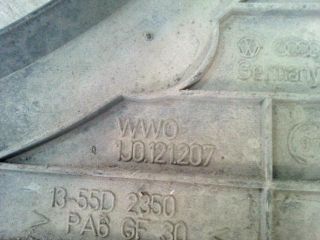 Germany
WWO
1J0.121.207
13-55D 2350
>PA6 GF 30